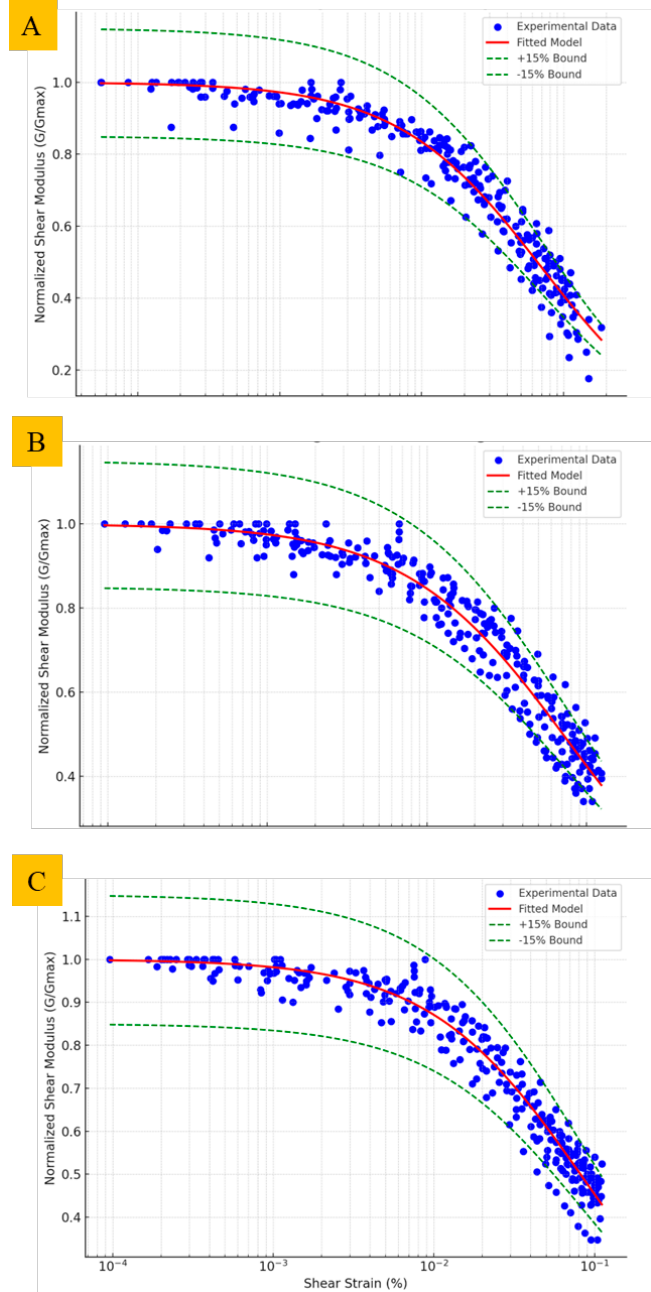 A
Experimental Data
Fitted Model
+15% Bound
-15% Bound
1.0
0.8
0.6
0.4
0.2
Normalized Shear Modulus (G/Gmax)
B
Experimental Data
Fitted Model
+15% Bound
-15% Bound
1.0
0.8
0.6
0.4
Normalized Shear Modulus (G/Gmax)
C
Experimental Data
Fitted Model
+15% Bound
-15% Bound
1.1
1.0
0.9
0.8
0.7
0.6
0.5
0.4
Normalized Shear Modulus (G/Gmax)
10⁻⁴ 10⁻³ 10⁻² 10⁻¹
Shear Strain (%)